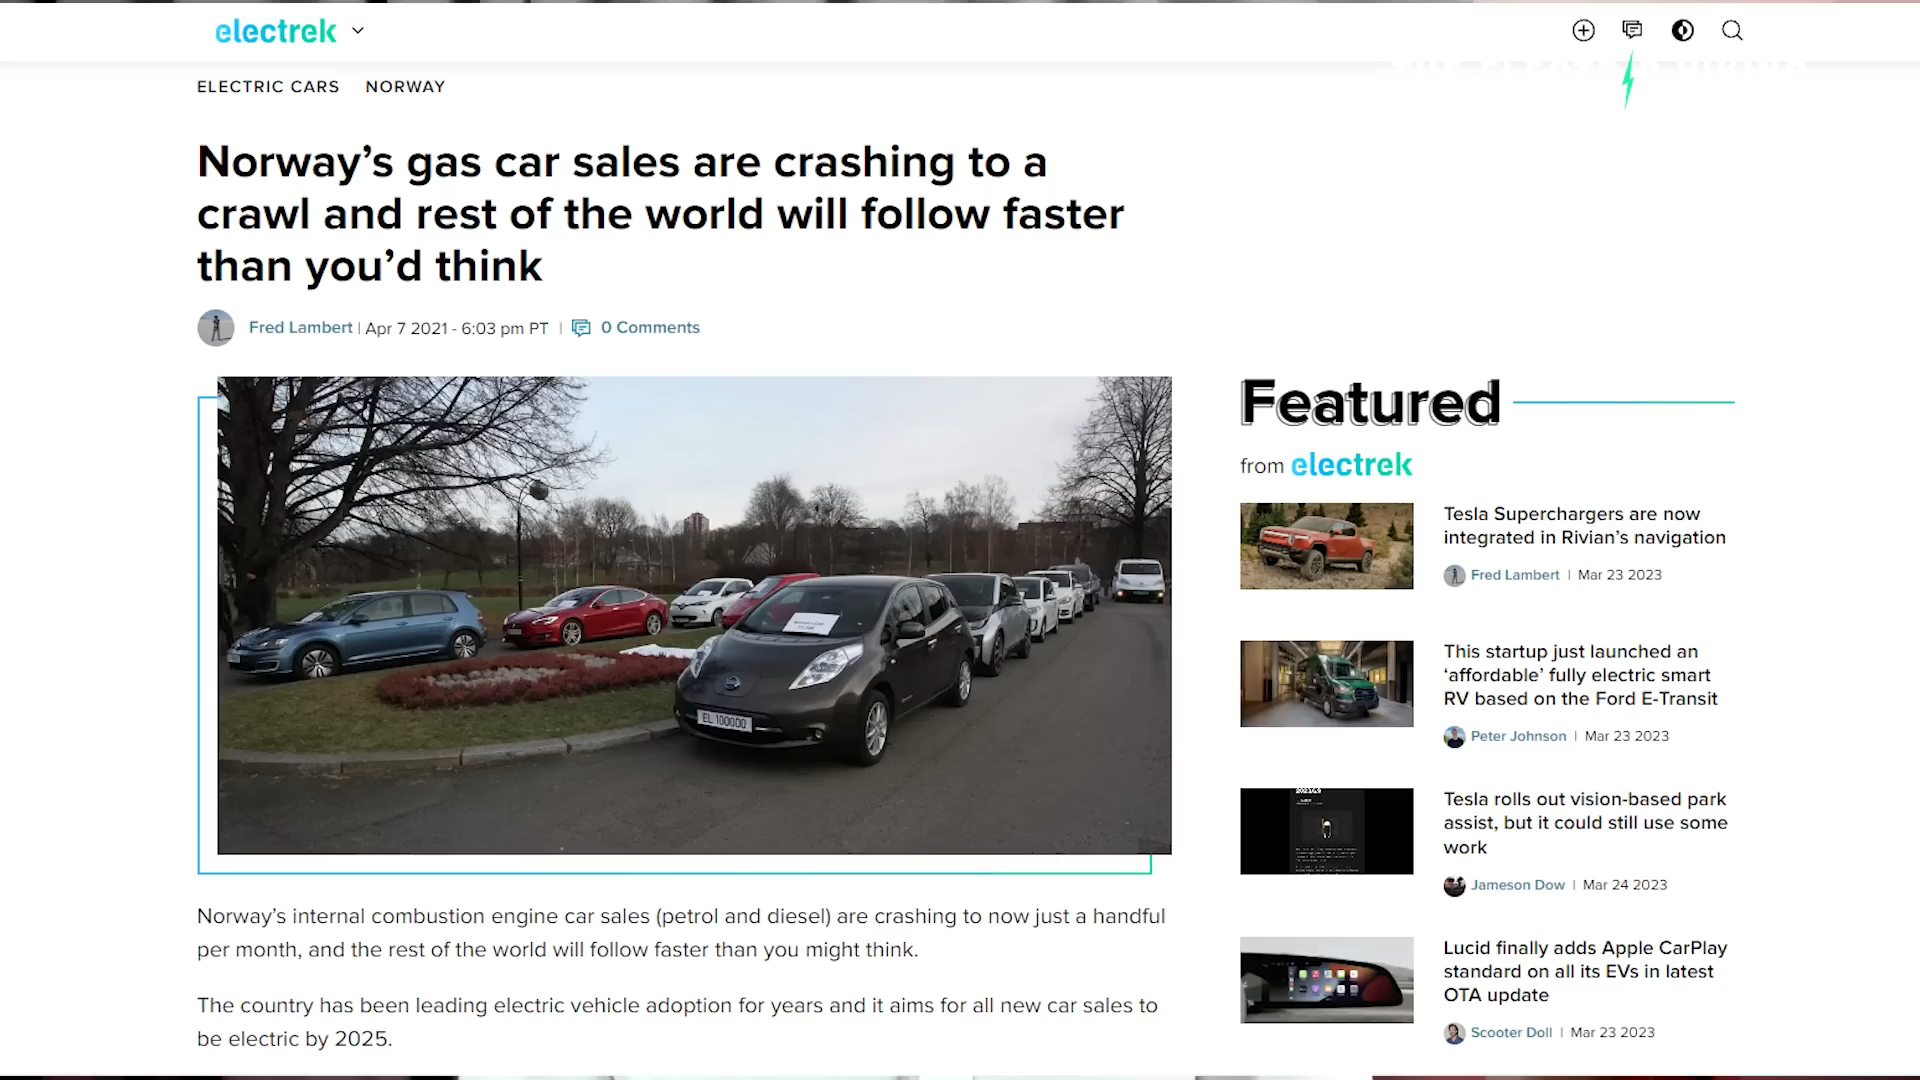 electrek
ELECTRIC CARS NORWAY
Norway’s gas car sales are crashing to a
crawl and rest of the world will follow faster
than you’d think
Fred Lambert | Apr 7 2021 - 6:03 pm PT | 0 Comments
EL 100000
Norway’s internal combustion engine car sales (petrol and diesel) are crashing to now just a handful
per month, and the rest of the world will follow faster than you might think.
The country has been leading electric vehicle adoption for years and it aims for all new car sales to
be electric by 2025.
Featured
from electrek
Tesla Superchargers are now
integrated in Rivian’s navigation
Fred Lambert | Mar 23 2023
This startup just launched an
‘affordable’ fully electric smart
RV based on the Ford E-Transit
Peter Johnson | Mar 23 2023
Tesla rolls out vision-based park
assist, but it could still use some
work
Jameson Dow | Mar 24 2023
Lucid finally adds Apple CarPlay
standard on all its EVs in latest
OTA update
Scooter Doll | Mar 23 2023